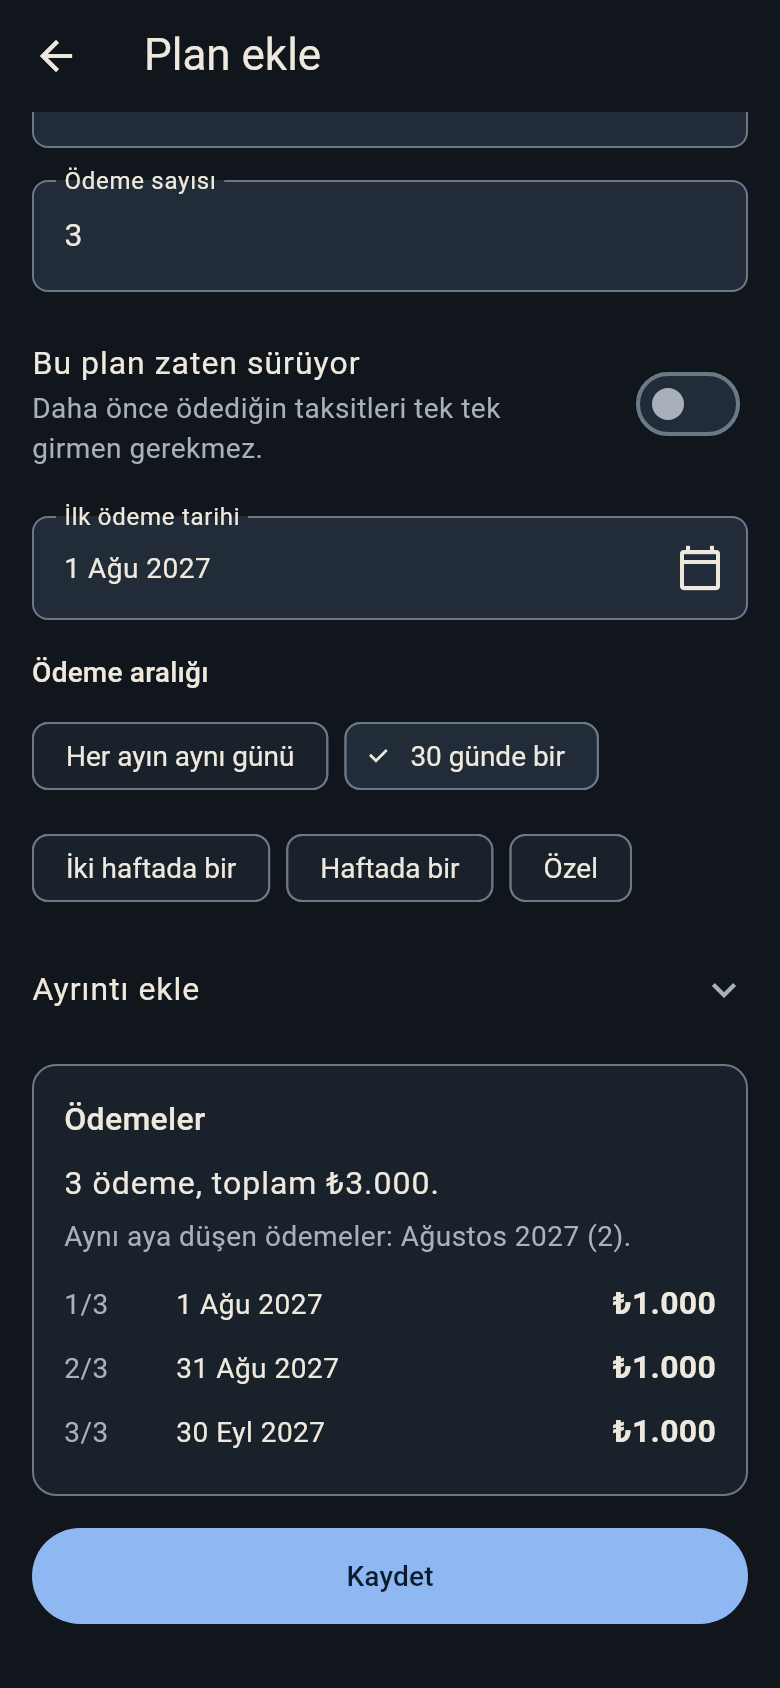 Plan ekle
Ödeme sayısı
3
Bu plan zaten sürüyor
Daha önce ödediğin taksitleri tek tek
girmen gerekmez.
İlk ödeme tarihi
1 Ağu 2027
Ödeme aralığı
Her ayın aynı günü
30 günde bir
İki haftada bir
Haftada bir
Özel
Ayrıntı ekle
Ödemeler
3 ödeme, toplam ₺3.000.
Aynı aya düşen ödemeler: Ağustos 2027 (2).
1/3 1 Ağu 2027 ₺1.000
2/3 31 Ağu 2027 ₺1.000
3/3 30 Eyl 2027 ₺1.000
Kaydet